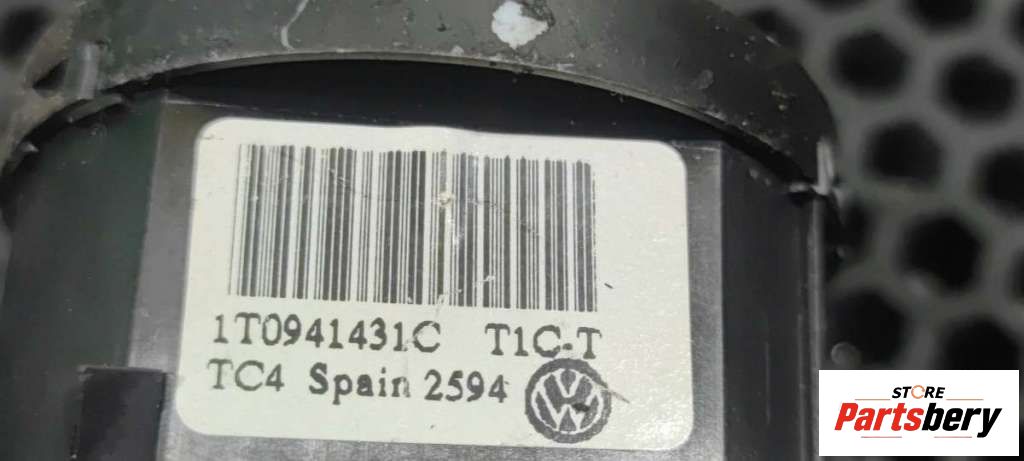 1T0941431C T1C-T
TC4 Spain 2594
STORE
Partsbery